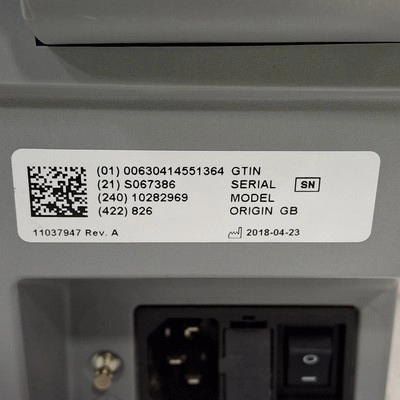 (01) 00630414551364 GTIN
(21) S067386 SERIAL SN
(240) 10282969 MODEL
(422) 826 ORIGIN GB
11037947 Rev. A 2018-04-23